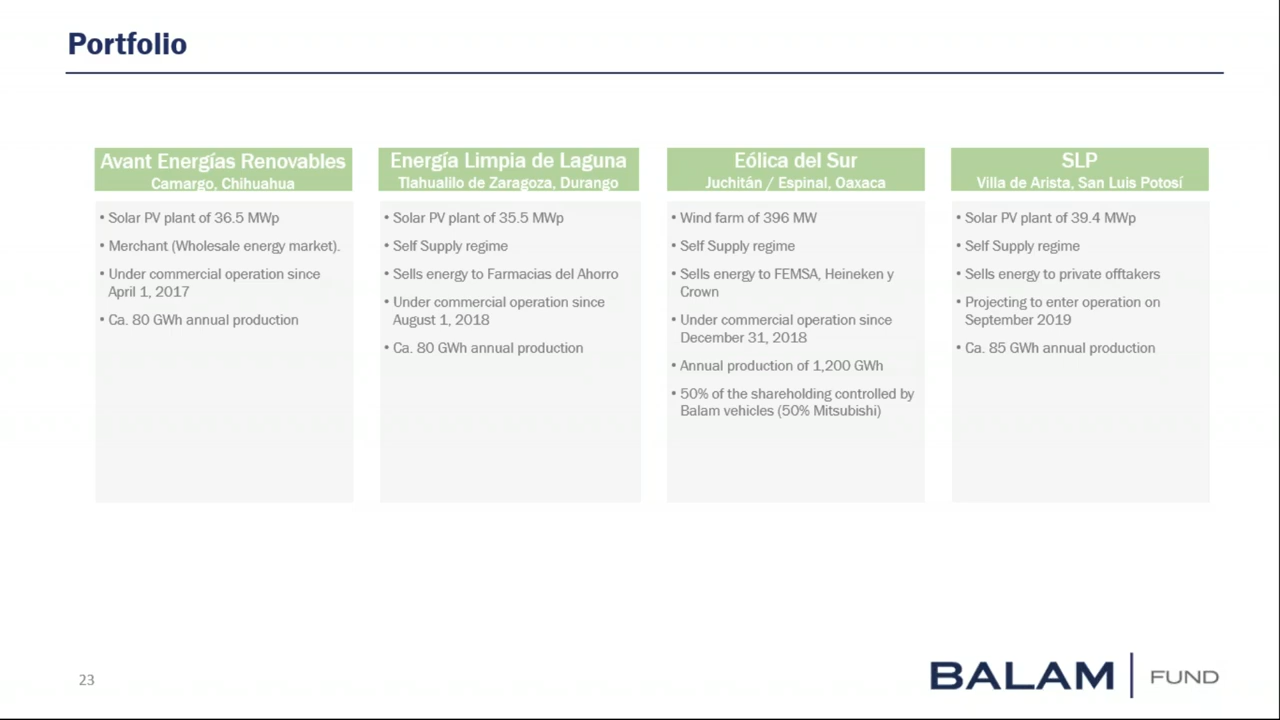 Portfolio
Avant Energías Renovables
Camargo, Chihuahua
• Solar PV plant of 36.5 MWp
• Merchant (Wholesale energy market).
• Under commercial operation since
April 1, 2017
• Ca. 80 GWh annual production
Energía Limpia de Laguna
Tlahualilo de Zaragoza, Durango
• Solar PV plant of 35.5 MWp
• Self Supply regime
• Sells energy to Farmacias del Ahorro
• Under commercial operation since
August 1, 2018
• Ca. 80 GWh annual production
Eólica del Sur
Juchitán / Espinal, Oaxaca
• Wind farm of 396 MW
• Self Supply regime
• Sells energy to FEMSA, Heineken y
Crown
• Under commercial operation since
December 31, 2018
• Annual production of 1,200 GWh
• 50% of the shareholding controlled by
Balam vehicles (50% Mitsubishi)
SLP
Villa de Arista, San Luis Potosí
• Solar PV plant of 39.4 MWp
• Self Supply regime
• Sells energy to private offtakers
• Projecting to enter operation on
September 2019
• Ca. 85 GWh annual production
23
BALAM | FUND